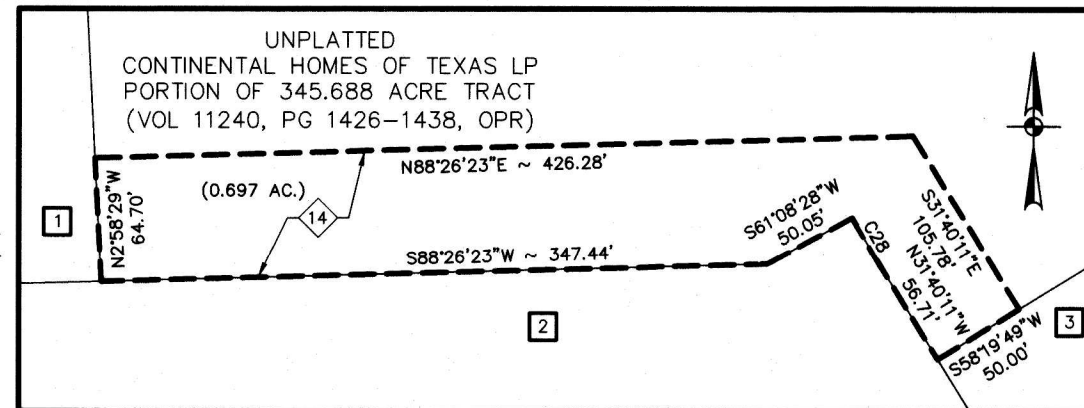 UNPLATTED
CONTINENTAL HOMES OF TEXAS LP
PORTION OF 345.688 ACRE TRACT
(VOL 11240, PG 1426-1438, OPR)
N88°26'23"E ~ 426.28'
(0.697 AC.)
14
N2°58'29"W
64.70'
1
S88°26'23"W ~ 347.44'
S61°08'28"W
50.05'
C28
S31°40'11"E
105.78'
N31°40'11"W
56.71'
S58°19'49"W
50.00'
2
3